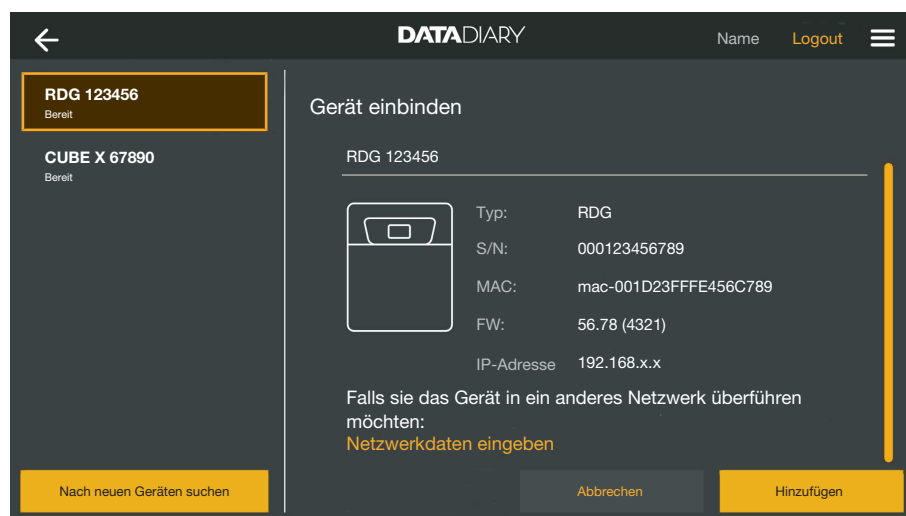 DATADIARY
Name Logout
RDG 123456
Bereit
CUBE X 67890
Bereit
Nach neuen Geräten suchen
Gerät einbinden
RDG 123456
Typ: RDG
S/N: 000123456789
MAC: mac-001D23FFFE456C789
FW: 56.78 (4321)
IP-Adresse 192.168.x.x
Falls sie das Gerät in ein anderes Netzwerk überführen
möchten:
Netzwerkdaten eingeben
Abbrechen Hinzufügen